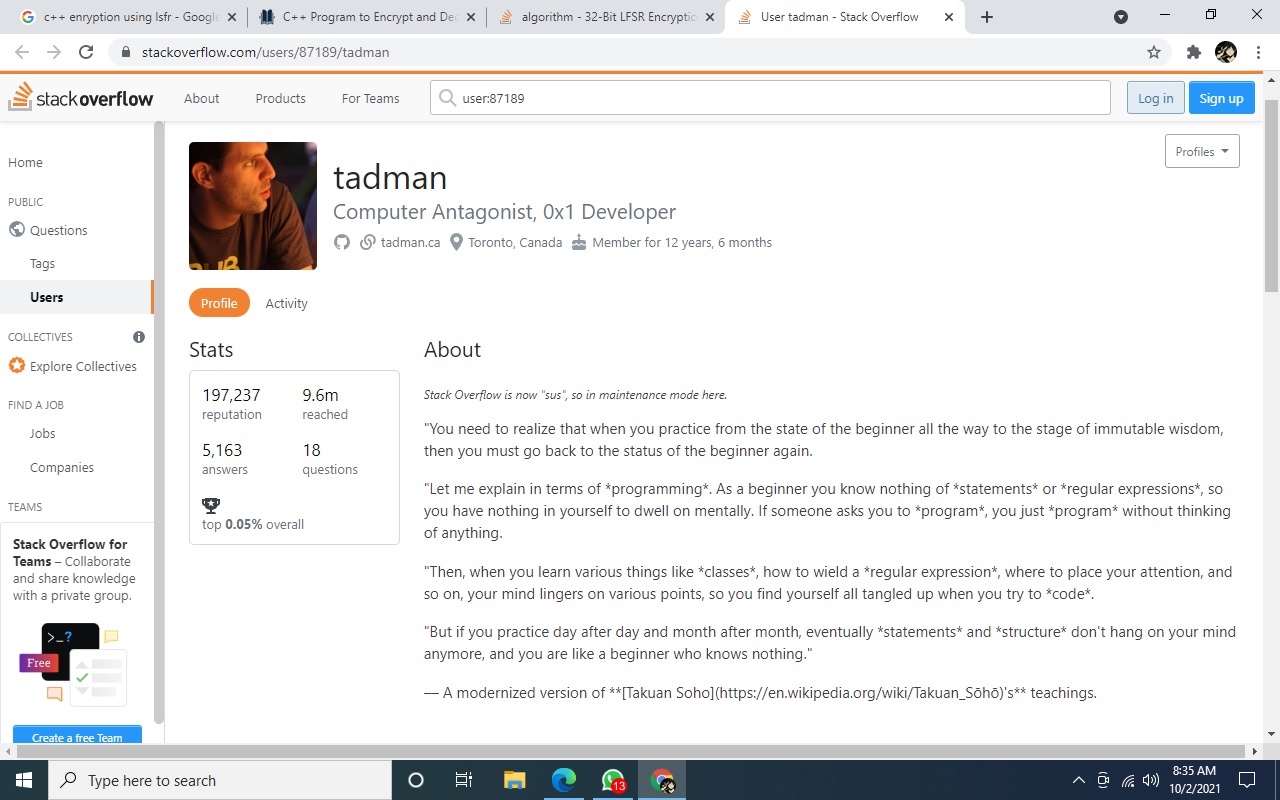 c++ enryption using lsfr - Google
C++ Program to Encrypt and Dec
algorithm - 32-Bit LFSR Encryptio
User tadman - Stack Overflow
stackoverflow.com/users/87189/tadman
stackoverflow
About
Products
For Teams
user:87189
Log in
Sign up
Home
PUBLIC
Questions
Tags
Users
COLLECTIVES
Explore Collectives
FIND A JOB
Jobs
Companies
TEAMS
Stack Overflow for
Teams – Collaborate
and share knowledge
with a private group.
>_?
Free
Create a free Team
Profiles
tadman
Computer Antagonist, 0x1 Developer
tadman.ca Toronto, Canada Member for 12 years, 6 months
Profile
Activity
Stats
197,237 9.6m
reputation reached
5,163 18
answers questions
top 0.05% overall
About
Stack Overflow is now "sus", so in maintenance mode here.
"You need to realize that when you practice from the state of the beginner all the way to the stage of immutable wisdom,
then you must go back to the status of the beginner again.
"Let me explain in terms of *programming*. As a beginner you know nothing of *statements* or *regular expressions*, so
you have nothing in yourself to dwell on mentally. If someone asks you to *program*, you just *program* without thinking
of anything.
"Then, when you learn various things like *classes*, how to wield a *regular expression*, where to place your attention, and
so on, your mind lingers on various points, so you find yourself all tangled up when you try to *code*.
"But if you practice day after day and month after month, eventually *statements* and *structure* don't hang on your mind
anymore, and you are like a beginner who knows nothing."
— A modernized version of **[Takuan Soho](https://en.wikipedia.org/wiki/Takuan_Sōhō)'s** teachings.
Type here to search
13
8:35 AM
10/2/2021